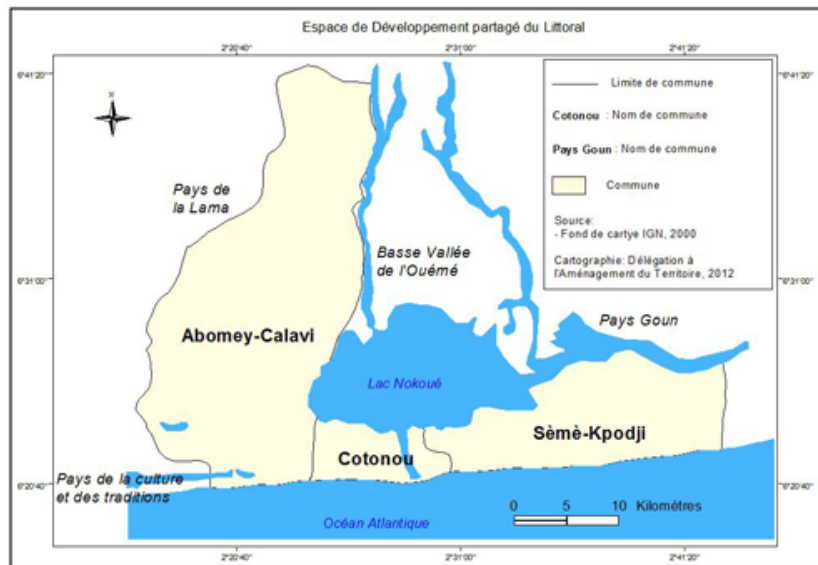 Espace de Développement partagé du Littoral
2°20'40" 2°31'00" 2°41'20"
6°41'20" 6°41'20"
N
Limite de commune
Cotonou : Nom de commune
Pays Goun : Nom de commune
Commune
Source:
- Fond de cartye IGN, 2000
Cartographie: Délégation à
l'Aménagement du Territoire, 2012
Pays de
la Lama
Basse Vallée
de l'Ouémé
6°31'00" 6°31'00"
Pays Goun
Abomey-Calavi
Lac Nokoué
Sèmè-Kpodji
Cotonou
Pays de la culture
et des traditions
6°20'40" 6°20'40"
0 5 10 Kilométres
Océan Atlantique
2°20'40" 2°31'00" 2°41'20"